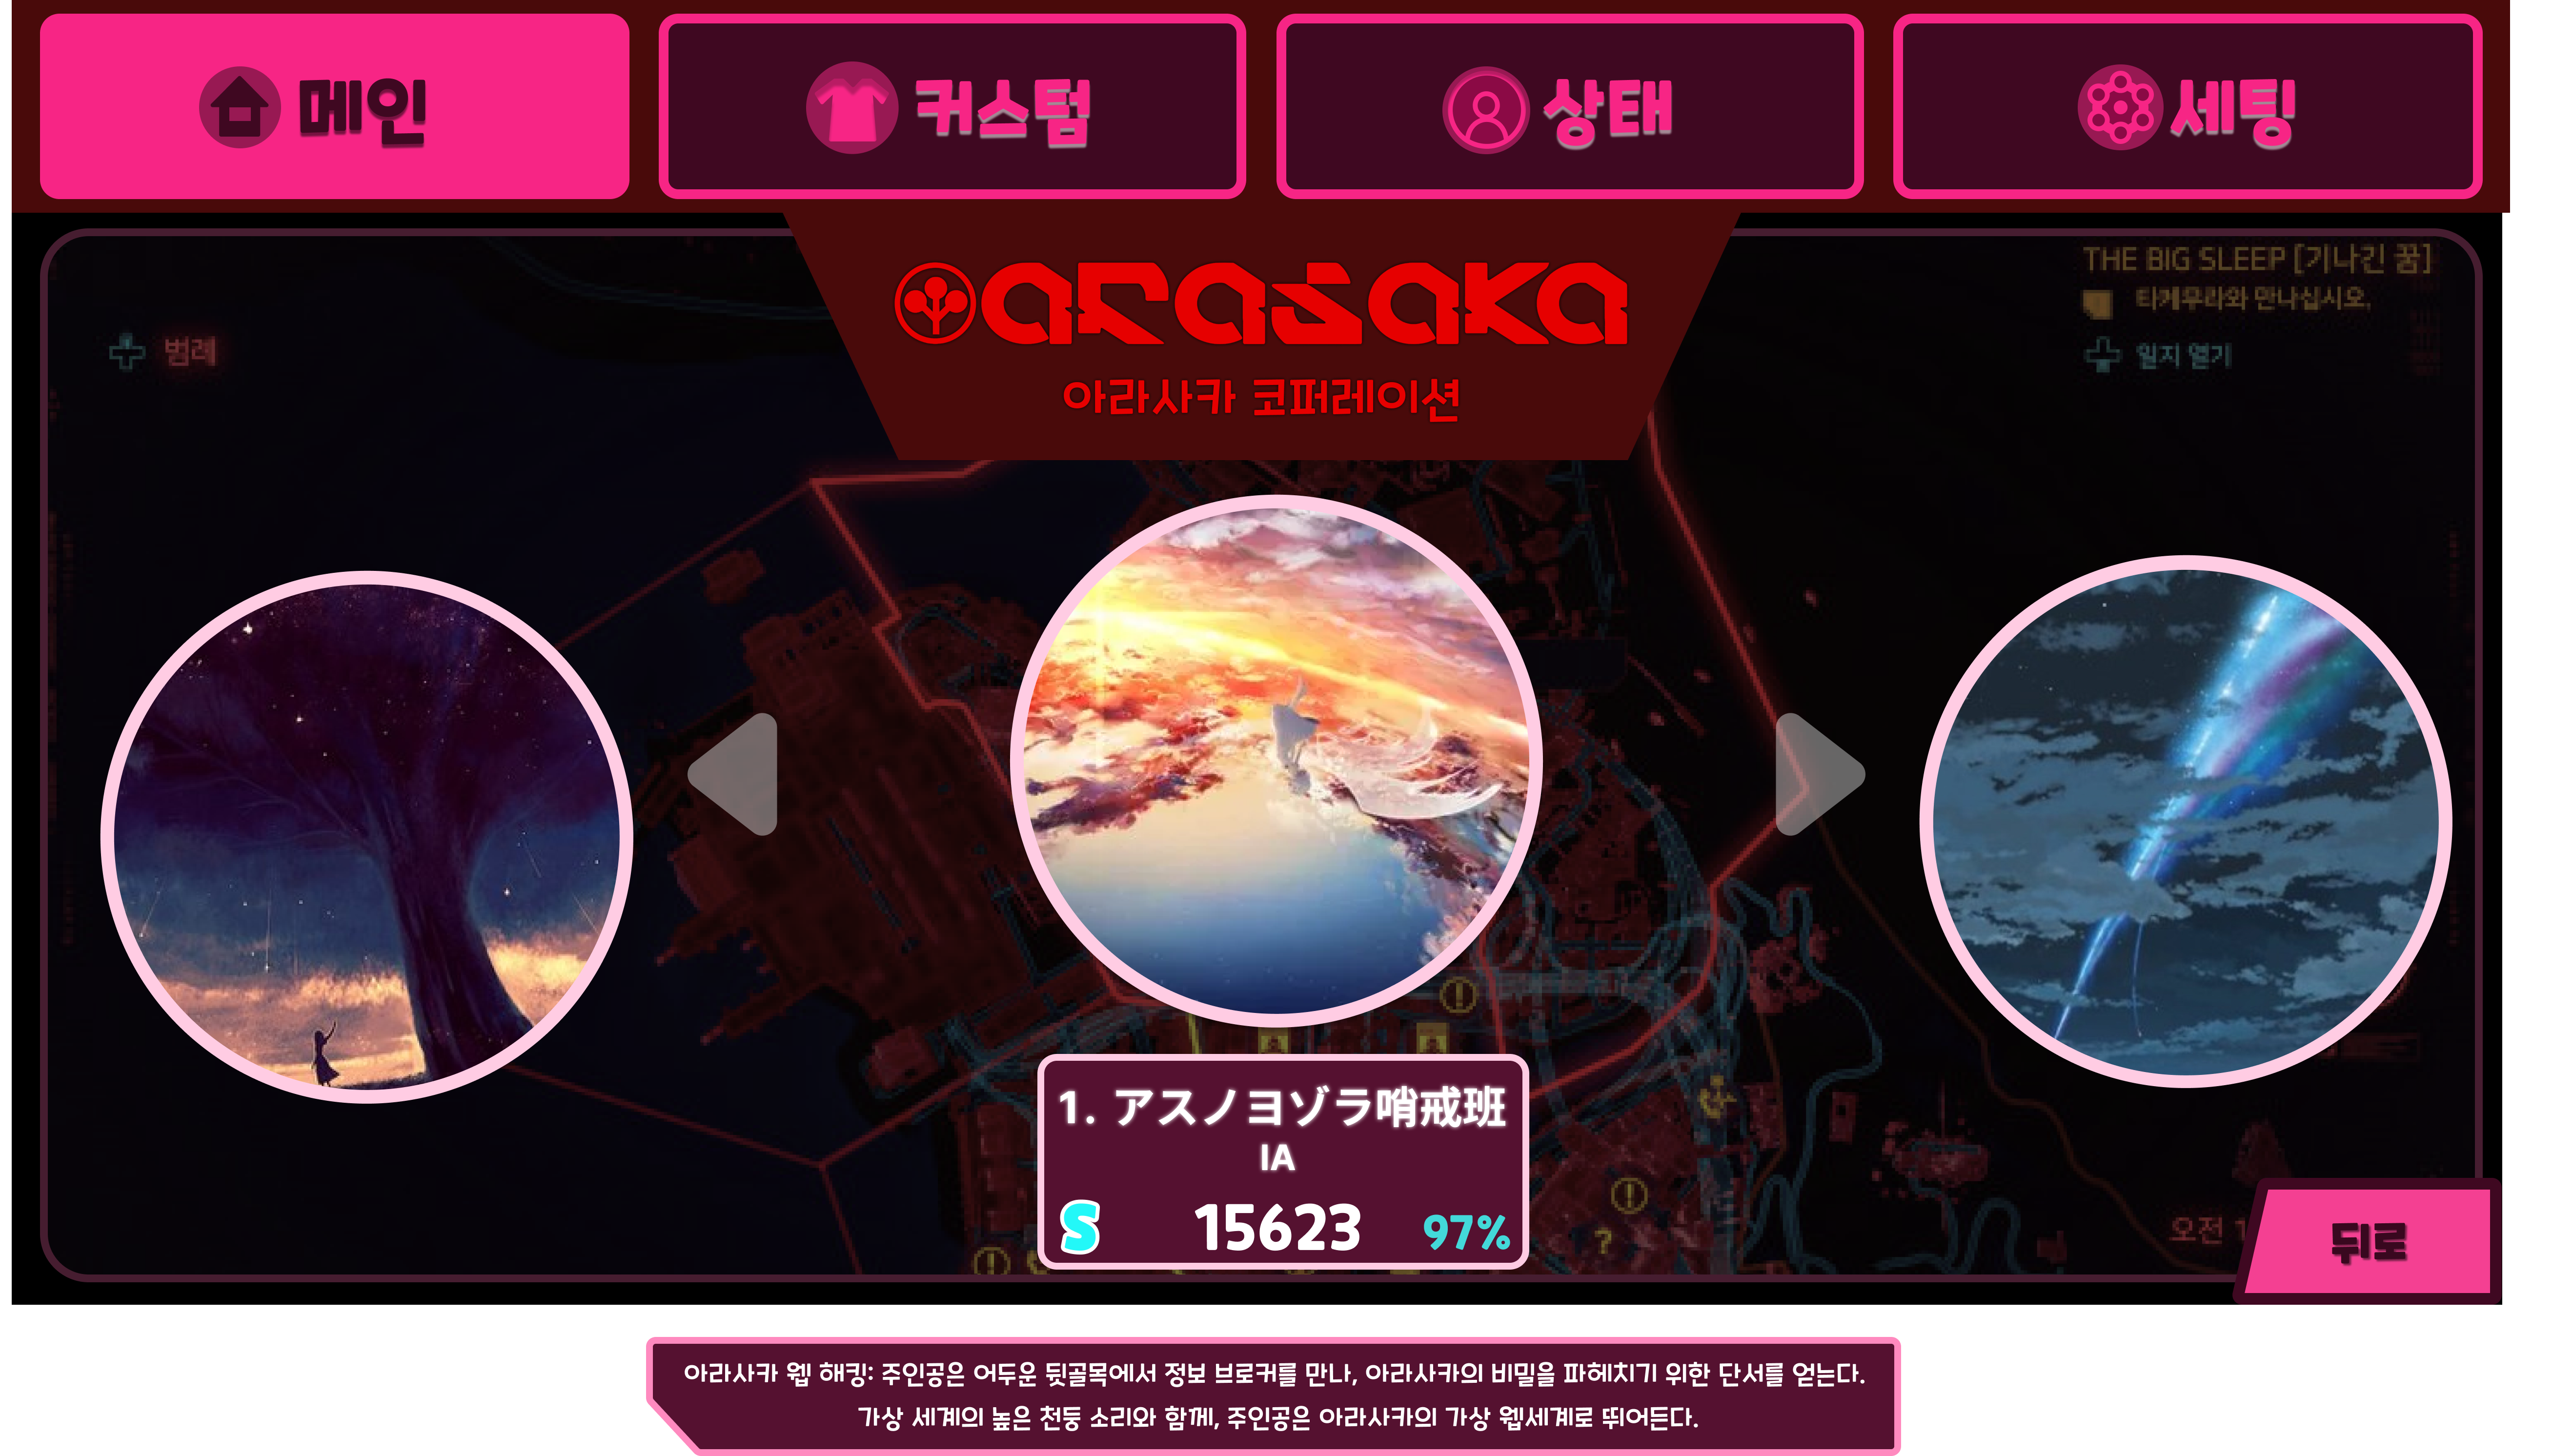 메인
커스텀
상태
세팅
arasaka
아라사카 코퍼레이션
THE BIG SLEEP [기나긴 꿈]
타케무라와 만나십시오.
일지 열기
범례
1. アスノヨゾラ哨戒班
IA
S 15623 97%
?
오전 1
뒤로
아라사카 웹 해킹: 주인공은 어두운 뒷골목에서 정보 브로커를 만나, 아라사카의 비밀을 파헤치기 위한 단서를 얻는다.
가상 세계의 높은 천둥 소리와 함께, 주인공은 아라사카의 가상 웹세계로 뛰어든다.